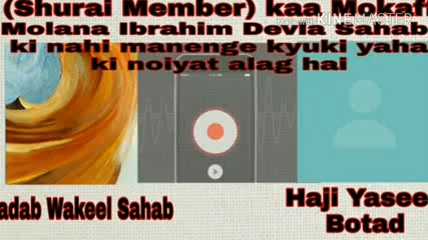 (Shurai Member) kaa Mokaff
Molana Ibrahim Devla Sahab
ki nahi manenge kyuki yaha
ki noiyat alag hai
adab Wakeel Sahab
Haji Yasee
Botad